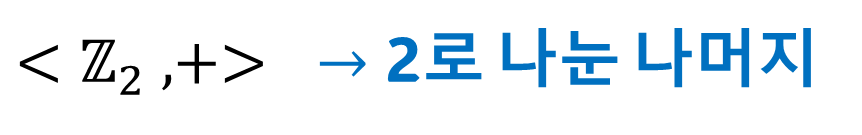 < ℤ₂ ,+> → 2로 나눈 나머지